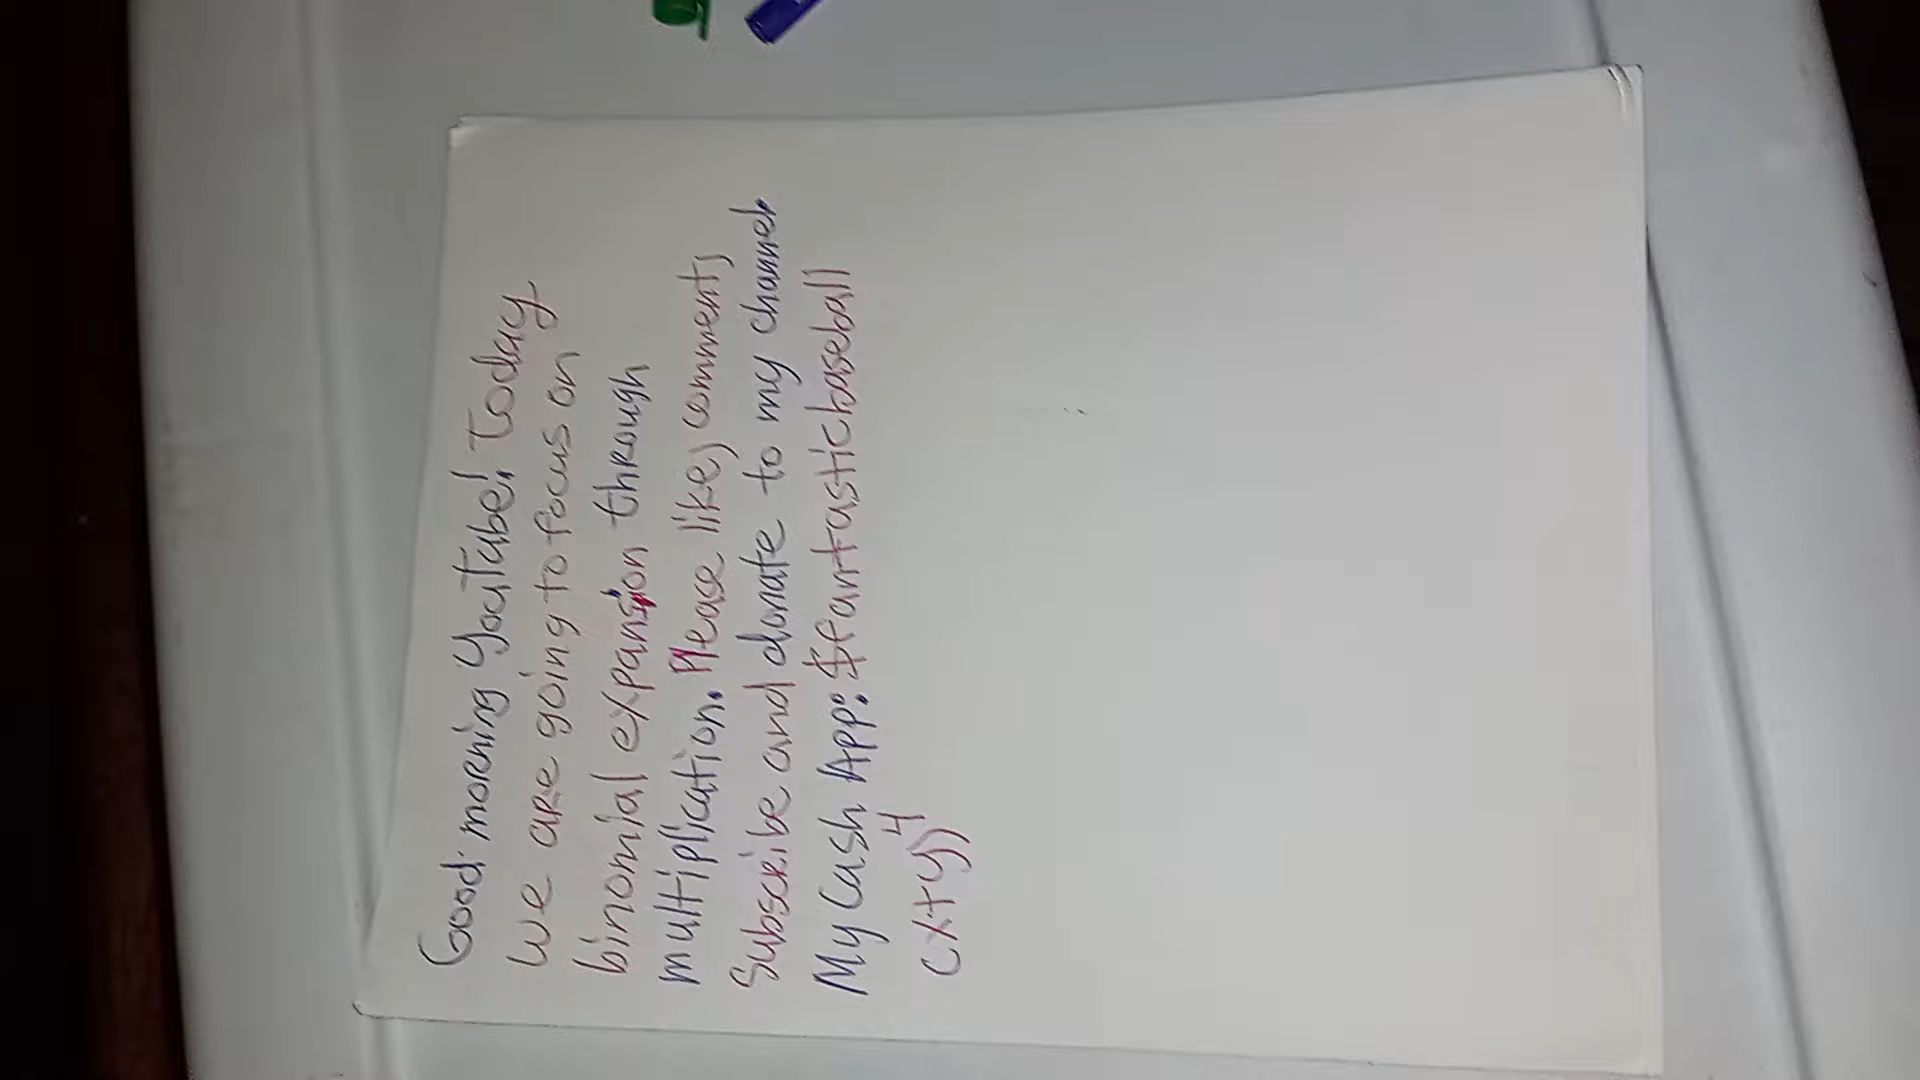 Good morning YouTube! Today
we are going to focus on
binomial expansion through
multiplication. Please like, comment,
Subscribe and donate to my channel.
My Cash App: $fantasticbaseball
(x+y)⁴